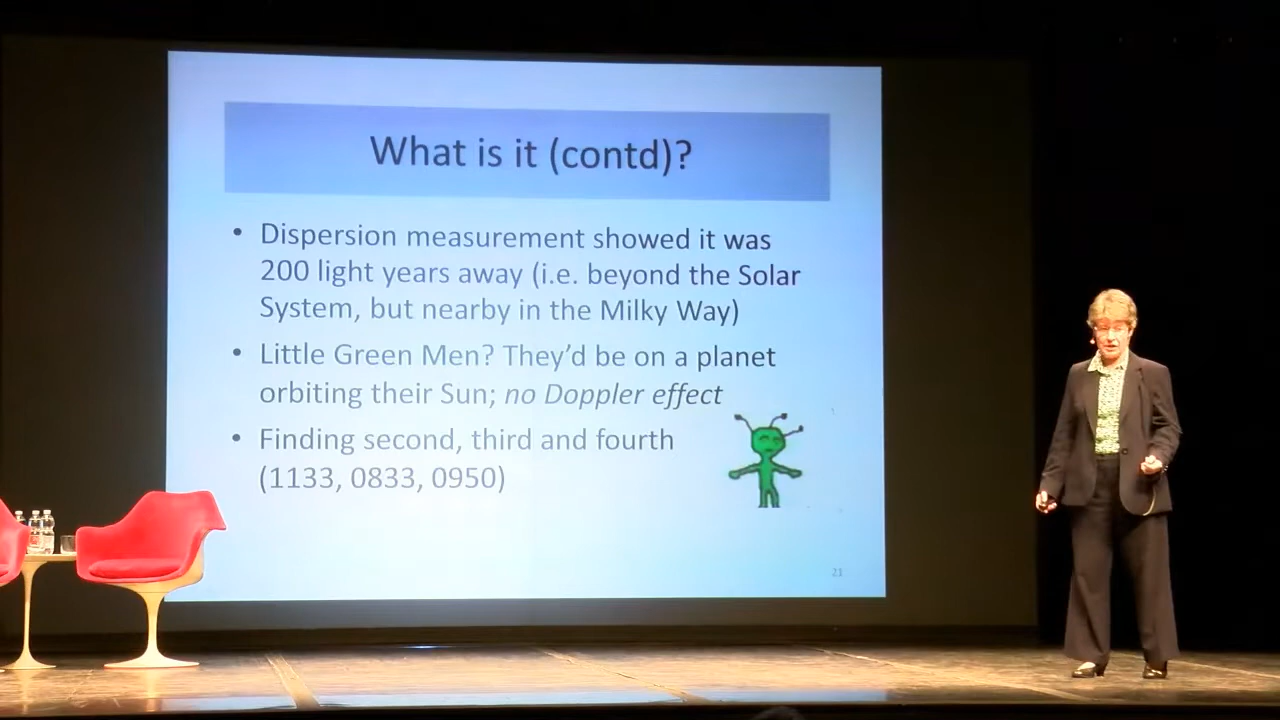 What is it (contd)?
• Dispersion measurement showed it was
200 light years away (i.e. beyond the Solar
System, but nearby in the Milky Way)
• Little Green Men? They’d be on a planet
orbiting their Sun; no Doppler effect
• Finding second, third and fourth
(1133, 0833, 0950)
21